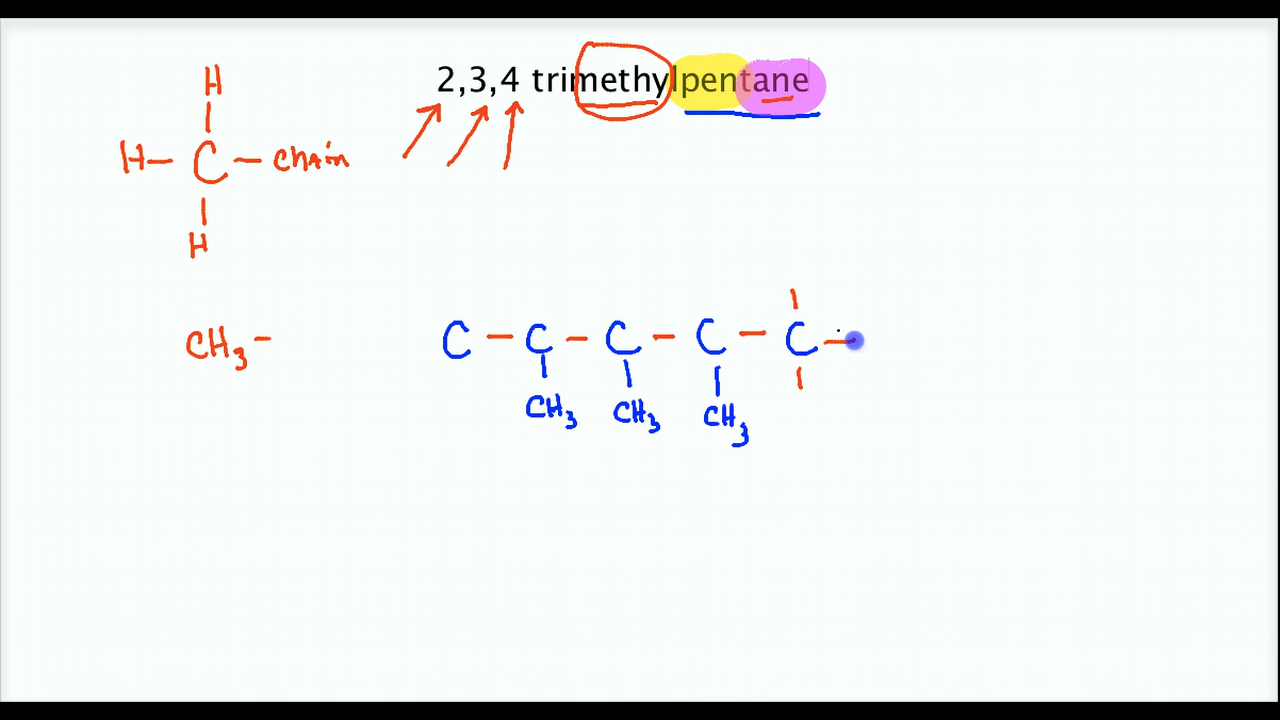 2,3,4 trimethylpentane
H
H– C – chain
H
CH3 –
C – C – C – C – C –
CH3 CH3 CH3